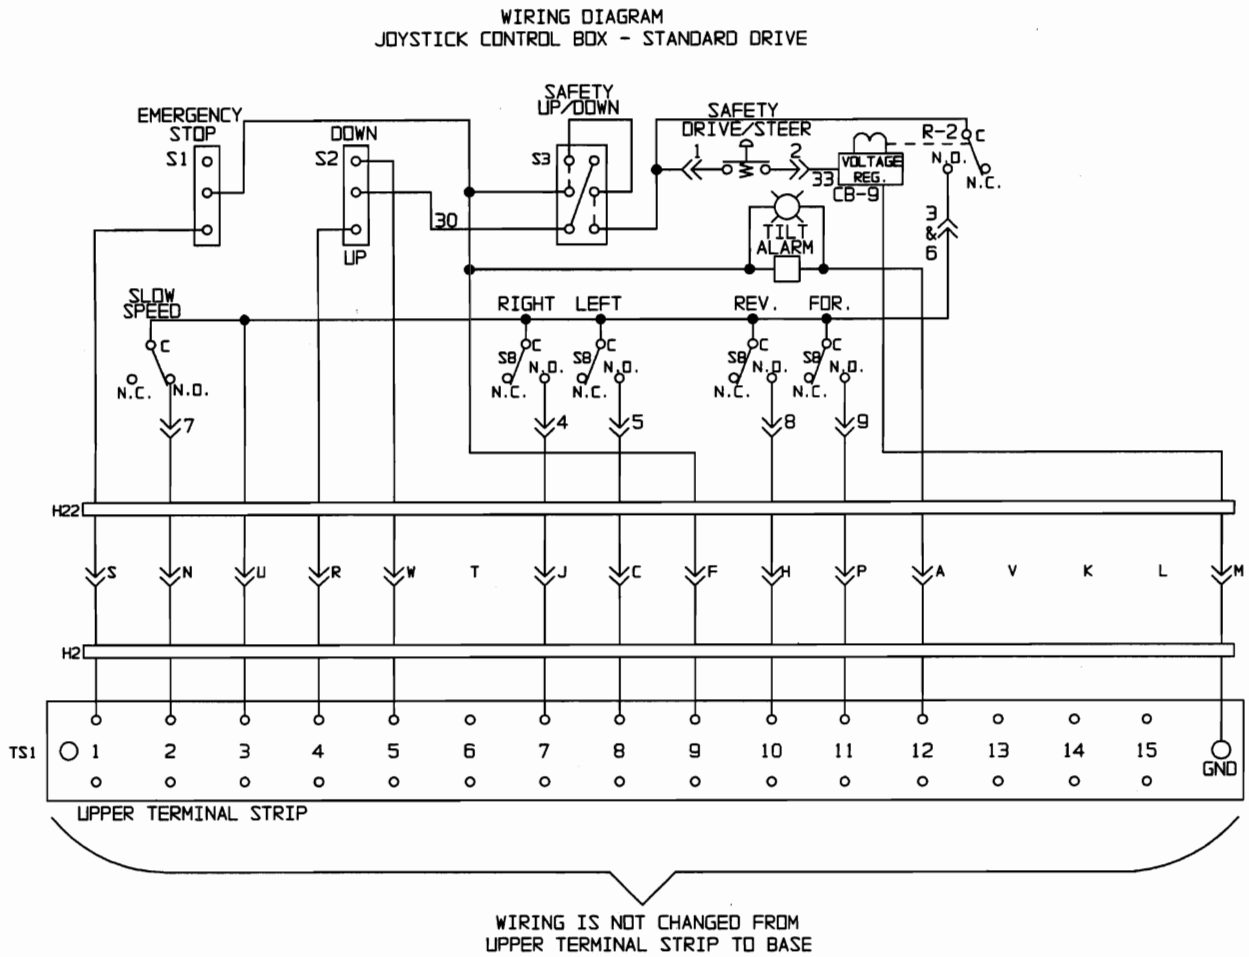 WIRING DIAGRAM
JOYSTICK CONTROL BOX - STANDARD DRIVE
EMERGENCY
STOP
S1
DOWN
S2
UP
30
SAFETY
UP/DOWN
S3
SAFETY
DRIVE/STEER
1
2
33
VOLTAGE
REG.
CB-9
R-2
C
N.O.
N.C.
TILT
ALARM
3
&
6
SLOW
SPEED
C
N.C.
N.O.
7
RIGHT
S8
C
N.O.
N.C.
4
LEFT
S8
C
N.O.
N.C.
5
REV.
S8
C
N.O.
N.C.
8
FOR.
S8
C
N.O.
N.C.
9
H22
S N U R W T J C F H P A V K L M
H2
TS1 1 2 3 4 5 6 7 8 9 10 11 12 13 14 15 GND
UPPER TERMINAL STRIP
WIRING IS NOT CHANGED FROM
UPPER TERMINAL STRIP TO BASE